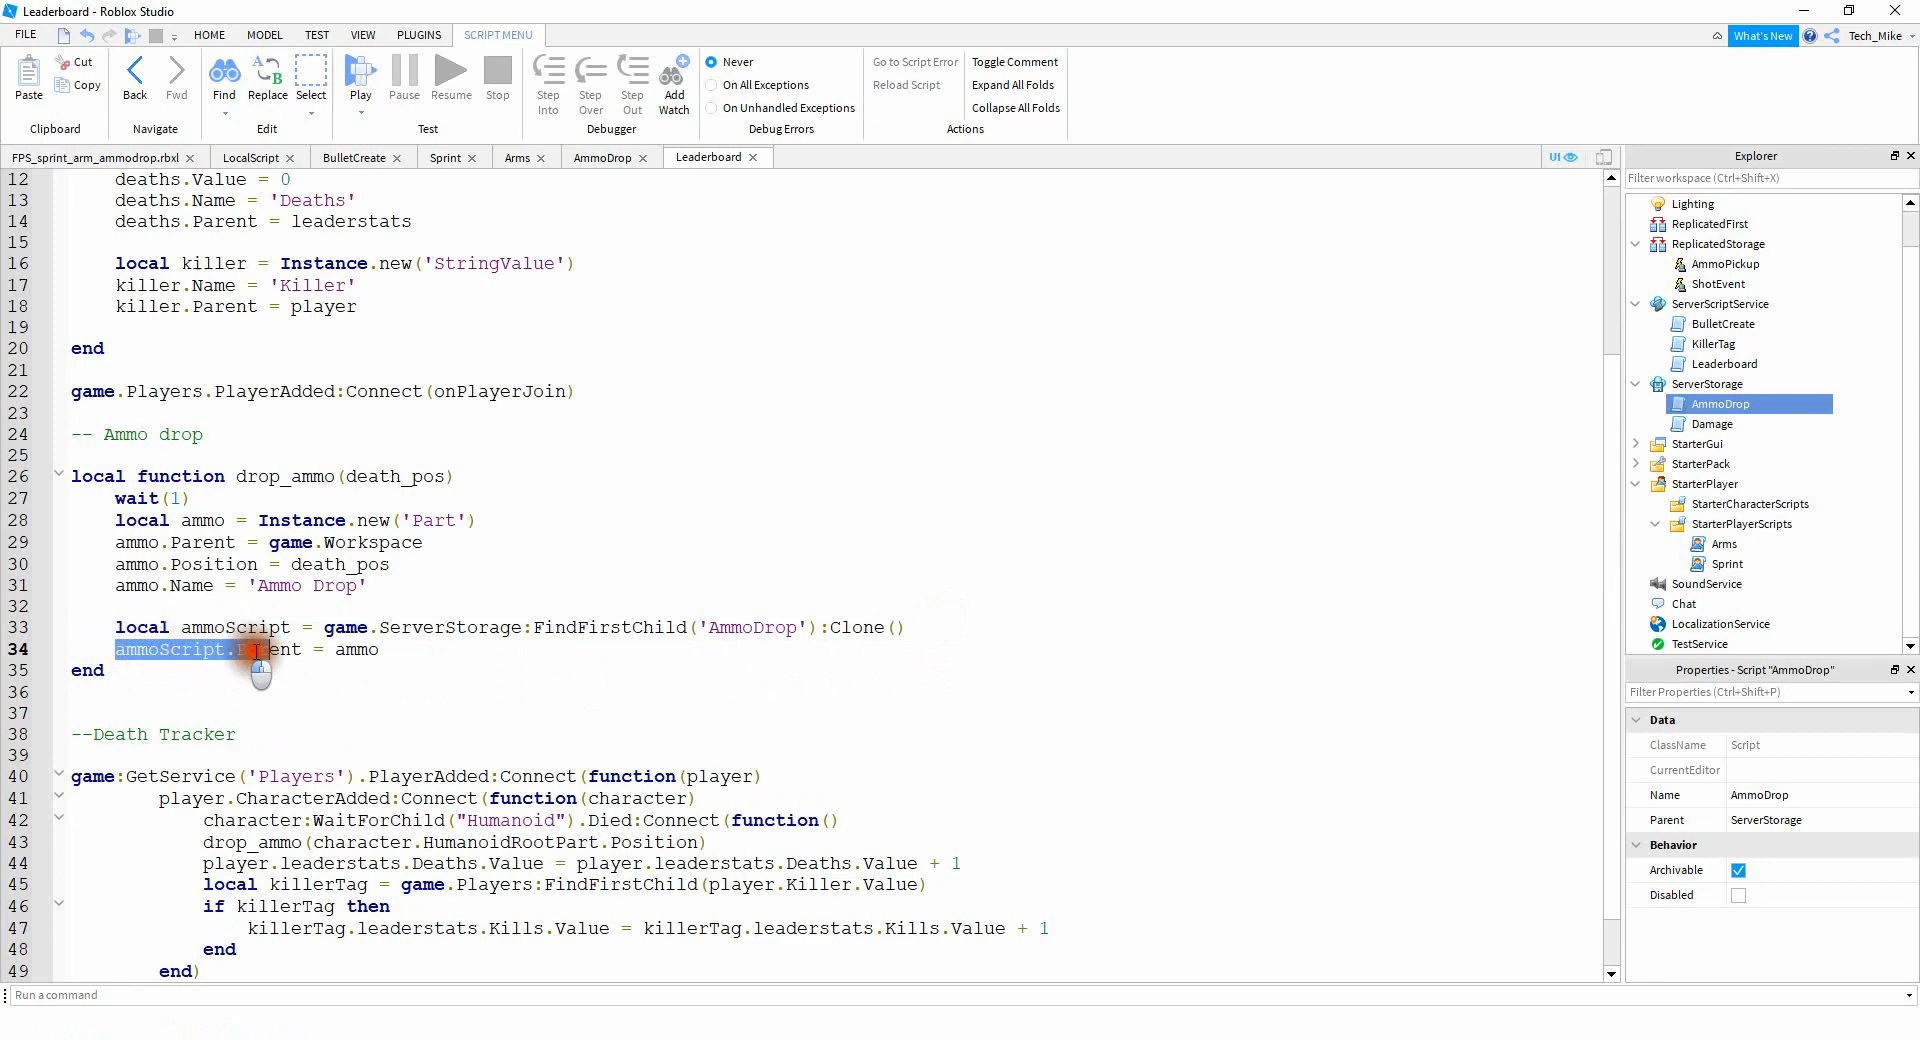 Leaderboard - Roblox Studio
FILE HOME MODEL TEST VIEW PLUGINS SCRIPT MENU What's New Tech_Mike
Paste Cut Copy
Clipboard
Back Fwd
Navigate
Find Replace Select
Edit
Play Pause Resume Stop
Test
Step Into Step Over Step Out Add Watch
Debugger
Never
On All Exceptions
On Unhandled Exceptions
Debug Errors
Go to Script Error
Reload Script
Toggle Comment
Expand All Folds
Collapse All Folds
Actions
FPS_sprint_arm_ammodrop.rbxl LocalScript BulletCreate Sprint Arms AmmoDrop Leaderboard UI
12 deaths.Value = 0
13 deaths.Name = 'Deaths'
14 deaths.Parent = leaderstats
15
16 local killer = Instance.new('StringValue')
17 killer.Name = 'Killer'
18 killer.Parent = player
19
20 end
21
22 game.Players.PlayerAdded:Connect(onPlayerJoin)
23
24 -- Ammo drop
25
26 local function drop_ammo(death_pos)
27 wait(1)
28 local ammo = Instance.new('Part')
29 ammo.Parent = game.Workspace
30 ammo.Position = death_pos
31 ammo.Name = 'Ammo Drop'
32
33 local ammoScript = game.ServerStorage:FindFirstChild('AmmoDrop'):Clone()
34 ammoScript.Parent = ammo
35 end
36
37
38 --Death Tracker
39
40 game:GetService('Players').PlayerAdded:Connect(function(player)
41 player.CharacterAdded:Connect(function(character)
42 character:WaitForChild("Humanoid").Died:Connect(function()
43 drop_ammo(character.HumanoidRootPart.Position)
44 player.leaderstats.Deaths.Value = player.leaderstats.Deaths.Value + 1
45 local killerTag = game.Players:FindFirstChild(player.Killer.Value)
46 if killerTag then
47 killerTag.leaderstats.Kills.Value = killerTag.leaderstats.Kills.Value + 1
48 end
49 end)
Run a command
Explorer
Filter workspace (Ctrl+Shift+X)
Lighting
ReplicatedFirst
ReplicatedStorage
AmmoPickup
ShotEvent
ServerScriptService
BulletCreate
KillerTag
Leaderboard
ServerStorage
AmmoDrop
Damage
StarterGui
StarterPack
StarterPlayer
StarterCharacterScripts
StarterPlayerScripts
Arms
Sprint
SoundService
Chat
LocalizationService
TestService
Properties - Script "AmmoDrop"
Filter Properties (Ctrl+Shift+P)
Data
ClassName Script
CurrentEditor
Name AmmoDrop
Parent ServerStorage
Behavior
Archivable
Disabled